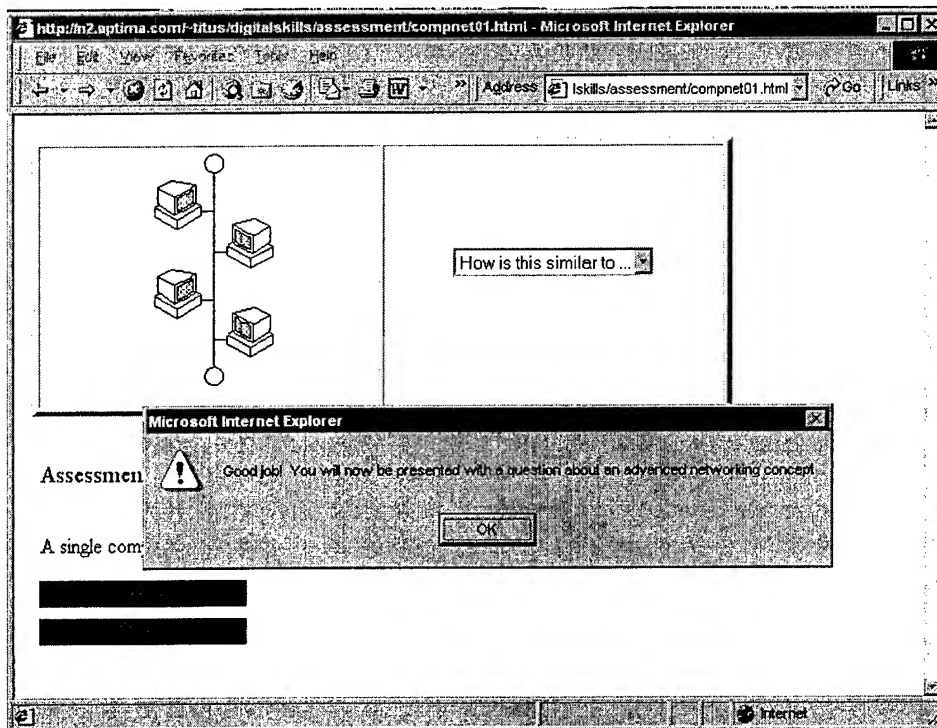 http://n2.aptima.com/~titus/digitalskills/assessment/compnet01.html - Microsoft Internet Explorer
File Edit View Favorites Tools Help
» Address lskills/assessment/compnet01.html Go Links »
How is this similar to ...
Microsoft Internet Explorer
Good job! You will now be presented with a question about an advanced networking concept
Assessmen
OK
A single com
Internet